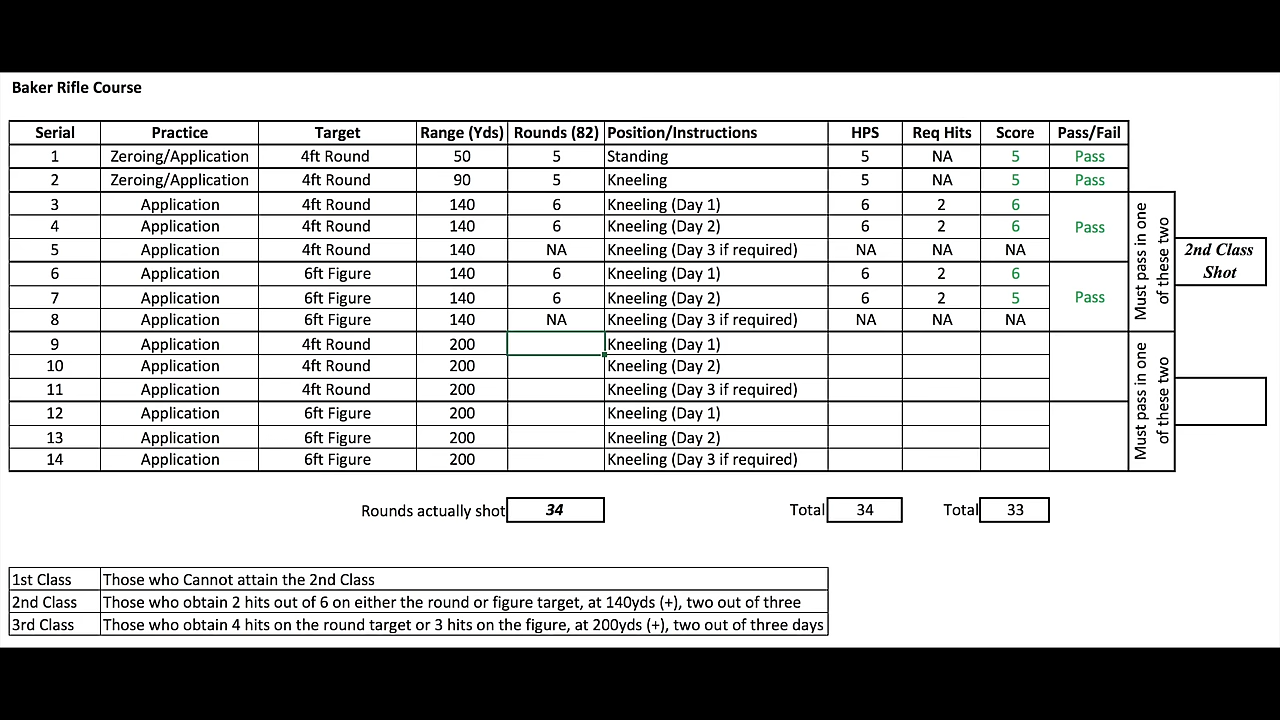 Baker Rifle Course
Serial Practice Target Range (Yds) Rounds (82) Position/Instructions HPS Req Hits Score Pass/Fail
1 Zeroing/Application 4ft Round 50 5 Standing 5 NA 5 Pass
2 Zeroing/Application 4ft Round 90 5 Kneeling 5 NA 5 Pass
3 Application 4ft Round 140 6 Kneeling (Day 1) 6 2 6
4 Application 4ft Round 140 6 Kneeling (Day 2) 6 2 6 Pass
5 Application 4ft Round 140 NA Kneeling (Day 3 if required) NA NA NA
6 Application 6ft Figure 140 6 Kneeling (Day 1) 6 2 6
7 Application 6ft Figure 140 6 Kneeling (Day 2) 6 2 5 Pass
8 Application 6ft Figure 140 NA Kneeling (Day 3 if required) NA NA NA
Must pass in one
of these two
2nd Class
Shot
9 Application 4ft Round 200 Kneeling (Day 1)
10 Application 4ft Round 200 Kneeling (Day 2)
11 Application 4ft Round 200 Kneeling (Day 3 if required)
12 Application 6ft Figure 200 Kneeling (Day 1)
13 Application 6ft Figure 200 Kneeling (Day 2)
14 Application 6ft Figure 200 Kneeling (Day 3 if required)
Must pass in one
of these two
Rounds actually shot 34 Total 34 Total 33
1st Class Those who Cannot attain the 2nd Class
2nd Class Those who obtain 2 hits out of 6 on either the round or figure target, at 140yds (+), two out of three
3rd Class Those who obtain 4 hits on the round target or 3 hits on the figure, at 200yds (+), two out of three days